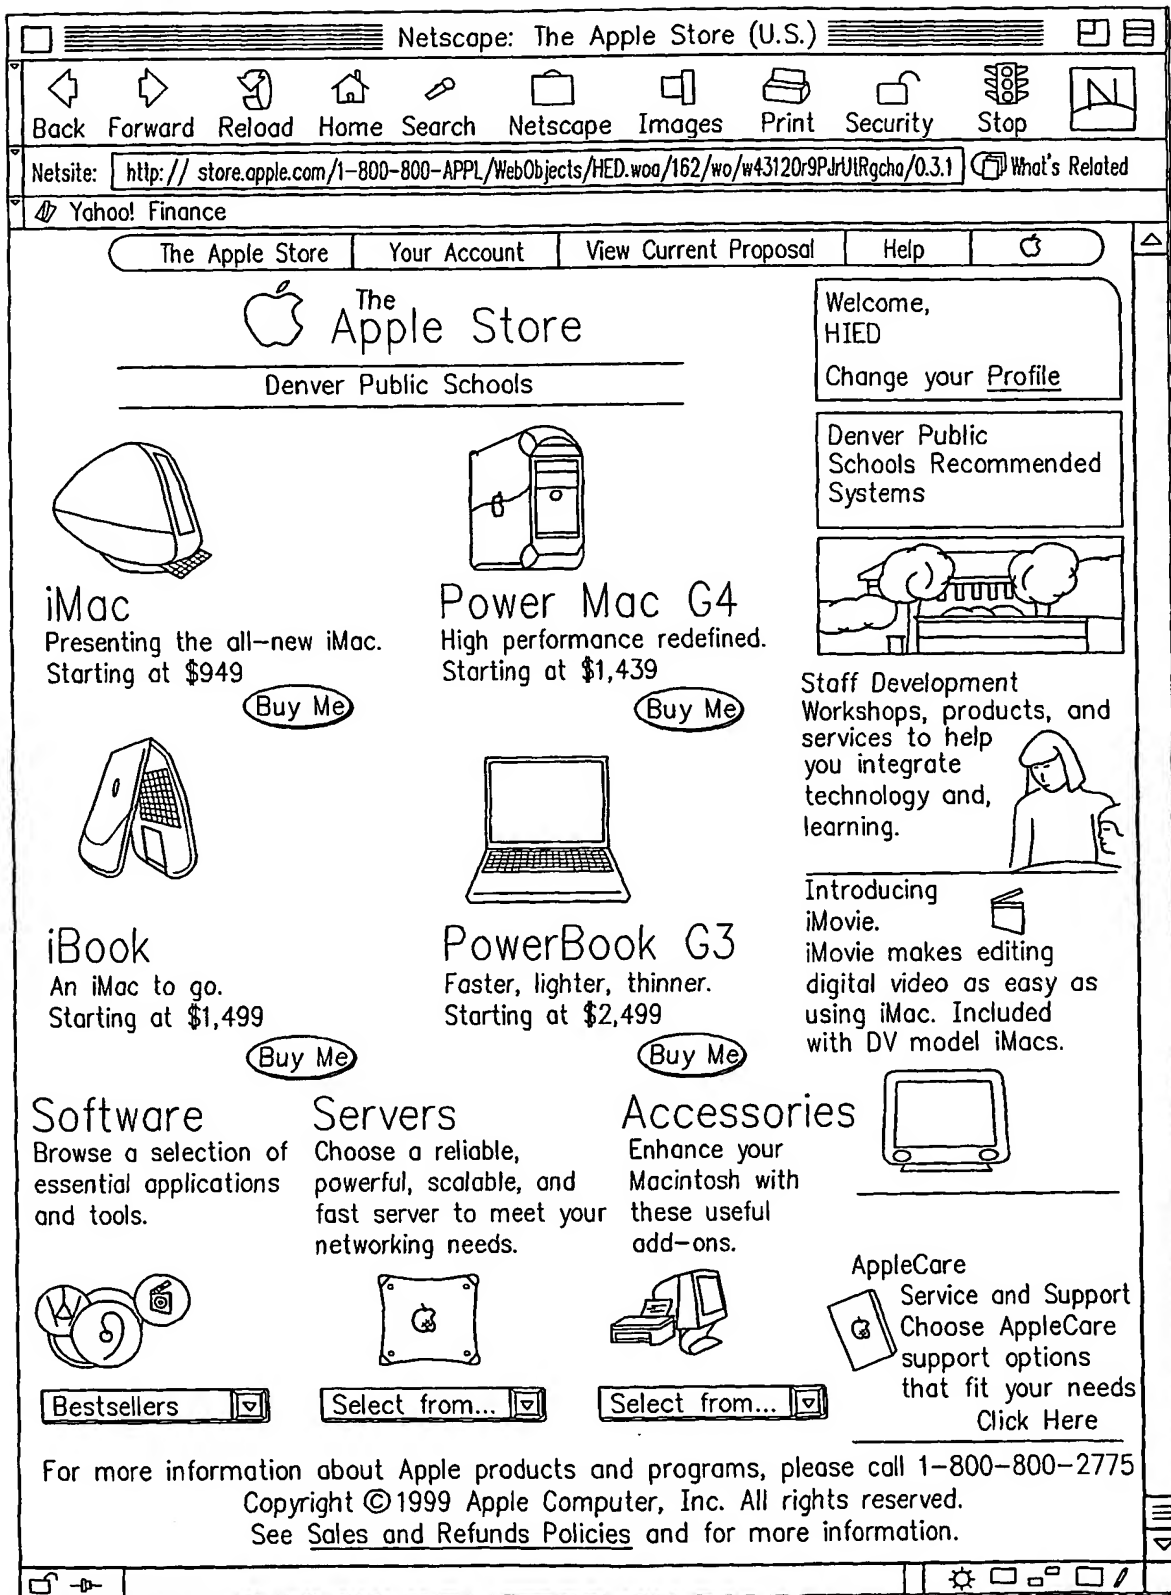 Netscape: The Apple Store (U.S.)
Back Forward Reload Home Search Netscape Images Print Security Stop
N
Netsite: http:// store.apple.com/1-800-800-APPL/WebObjects/HED.woa/162/wo/w43120r9PJrUtRgcha/0.3.1 What's Related
Yahoo! Finance
The Apple Store Your Account View Current Proposal Help
The
Apple Store
Denver Public Schools
Welcome,
HIED
Change your Profile
Denver Public
Schools Recommended
Systems
iMac
Presenting the all-new iMac.
Starting at $949
Buy Me
Power Mac G4
High performance redefined.
Starting at $1,439
Buy Me
Staff Development
Workshops, products, and
services to help
you integrate
technology and,
learning.
iBook
An iMac to go.
Starting at $1,499
Buy Me
PowerBook G3
Faster, lighter, thinner.
Starting at $2,499
Buy Me
Introducing
iMovie.
iMovie makes editing
digital video as easy as
using iMac. Included
with DV model iMacs.
Software
Browse a selection of
essential applications
and tools.
Bestsellers
Servers
Choose a reliable,
powerful, scalable, and
fast server to meet your
networking needs.
Select from...
Accessories
Enhance your
Macintosh with
these useful
add-ons.
Select from...
AppleCare
Service and Support
Choose AppleCare
support options
that fit your needs
Click Here
For more information about Apple products and programs, please call 1-800-800-2775
Copyright ©1999 Apple Computer, Inc. All rights reserved.
See Sales and Refunds Policies and for more information.